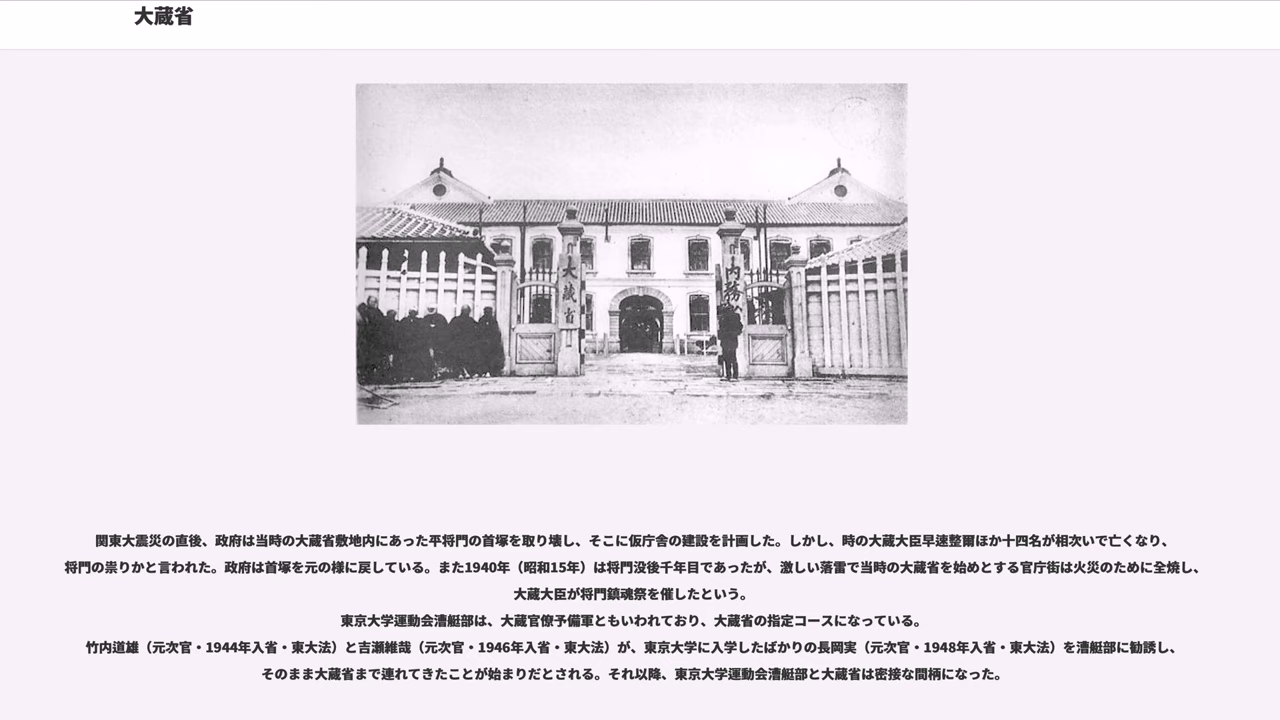 大蔵省
大蔵省
内務省
関東大震災の直後、政府は当時の大蔵省敷地内にあった平将門の首塚を取り壊し、そこに仮庁舎の建設を計画した。しかし、時の大蔵大臣早速整爾ほか十四名が相次いで亡くなり、
将門の祟りかと言われた。政府は首塚を元の様に戻している。また1940年（昭和15年）は将門没後千年目であったが、激しい落雷で当時の大蔵省を始めとする官庁街は火災のために全焼し、
大蔵大臣が将門鎮魂祭を催したという。
東京大学運動会漕艇部は、大蔵官僚予備軍ともいわれており、大蔵省の指定コースになっている。
竹内道雄（元次官・1944年入省・東大法）と吉瀬維哉（元次官・1946年入省・東大法）が、東京大学に入学したばかりの長岡実（元次官・1948年入省・東大法）を漕艇部に勧誘し、
そのまま大蔵省まで連れてきたことが始まりだとされる。それ以降、東京大学運動会漕艇部と大蔵省は密接な間柄になった。